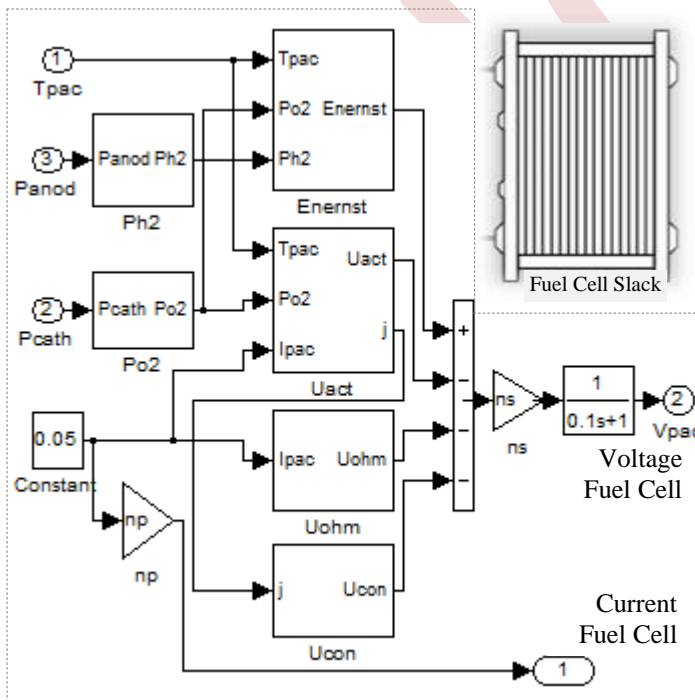 1
Tpac
3
Panod
Panod Ph2
Ph2
2
Pcath
Pcath Po2
Po2
0.05
Constant
np
np
Tpac
Po2
Ph2
Enernst
Enernst
Tpac
Po2
Ipac
Uact
j
Uact
Ipac
Uohm
Uohm
j
Ucon
Ucon
+
−
−
−
ns
ns
1
0.1s+1
2
Vpac
Voltage
Fuel Cell
Current
Fuel Cell
1
Fuel Cell Slack